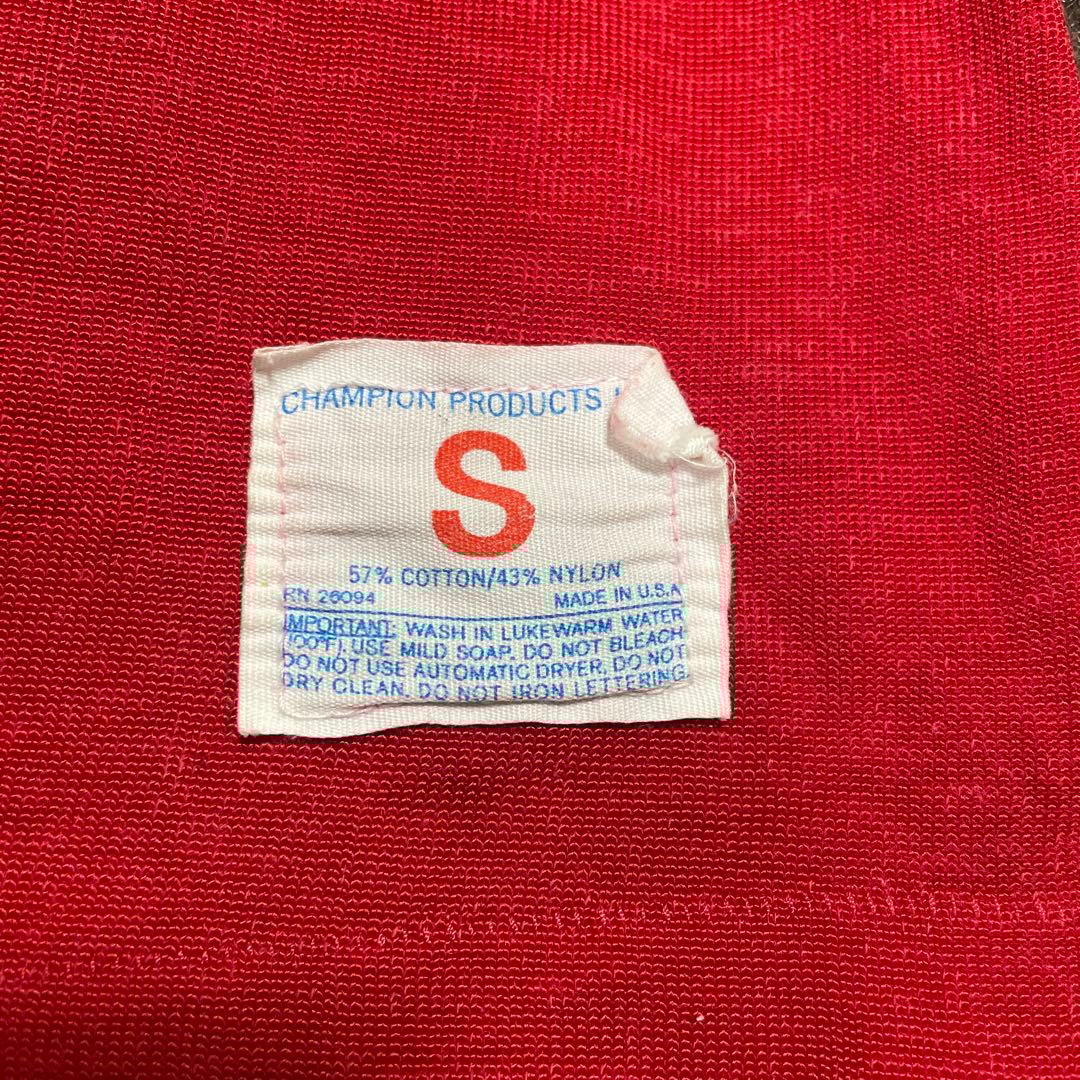 CHAMPION PRODUCTS
S
57% COTTON/43% NYLON
RN 26094 MADE IN U.S.A
IMPORTANT: WASH IN LUKEWARM WATER
(100°F). USE MILD SOAP. DO NOT BLEACH
DO NOT USE AUTOMATIC DRYER. DO NOT
DRY CLEAN. DO NOT IRON LETTERING.